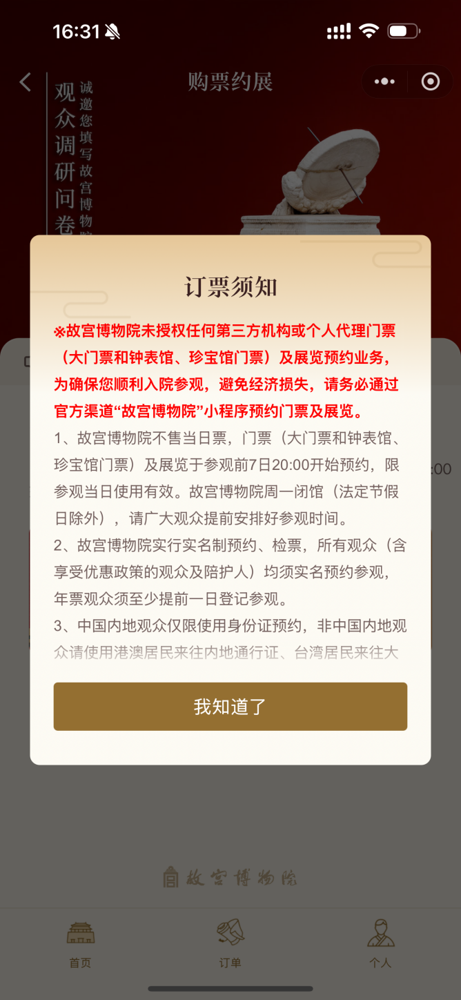 16:31
购票约展
诚邀您填写故宫博物院
观众调研问卷
订票须知
※故宫博物院未授权任何第三方机构或个人代理门票
（大门票和钟表馆、珍宝馆门票）及展览预约业务，
为确保您顺利入院参观，避免经济损失，请务必通过
官方渠道“故宫博物院”小程序预约门票及展览。
1、故宫博物院不售当日票，门票（大门票和钟表馆、
珍宝馆门票）及展览于参观前7日20:00开始预约，限
参观当日使用有效。故宫博物院周一闭馆（法定节假
日除外），请广大观众提前安排好参观时间。
2、故宫博物院实行实名制预约、检票，所有观众（含
享受优惠政策的观众及陪护人）均须实名预约参观，
年票观众须至少提前一日登记参观。
3、中国内地观众仅限使用身份证预约，非中国内地观
众请使用港澳居民来往内地通行证、台湾居民来往大
:00
我知道了
故宫博物院
首页
订单
个人